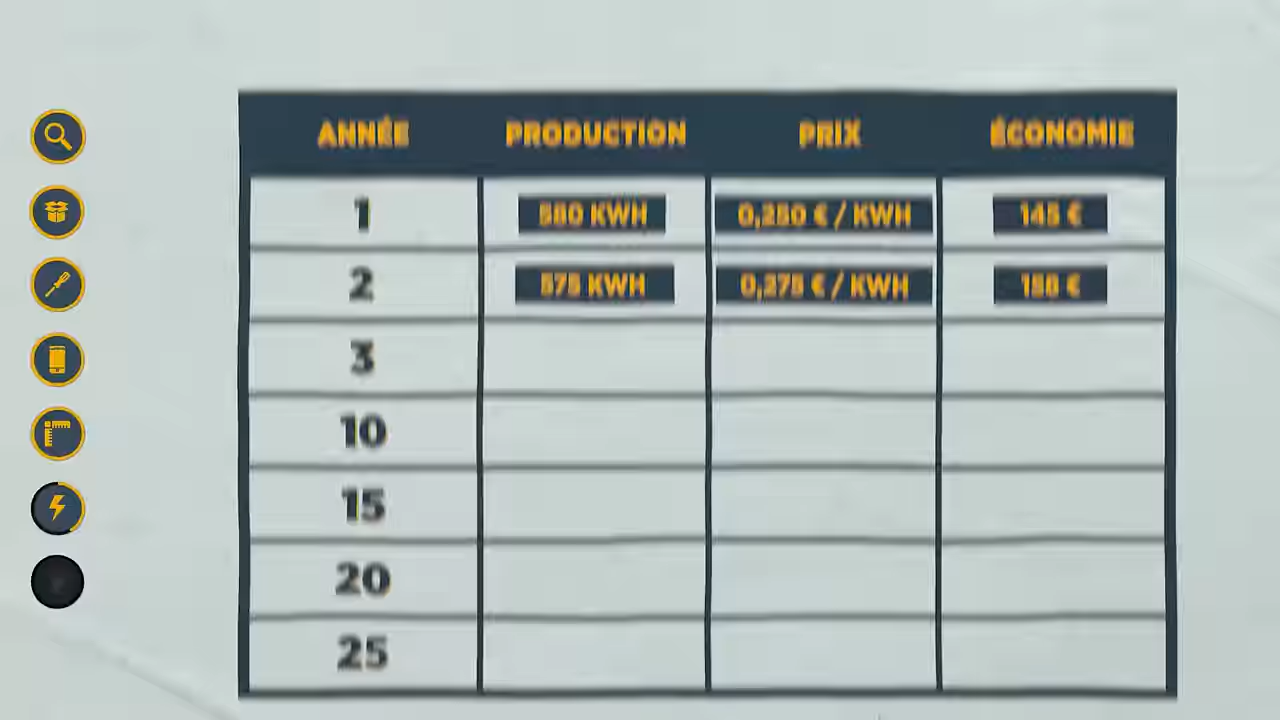 ANNÉE PRODUCTION PRIX ÉCONOMIE
1 580 KWH 0,250 € / KWH 145 €
2 575 KWH 0,275 € / KWH 158 €
3
10
15
20
25